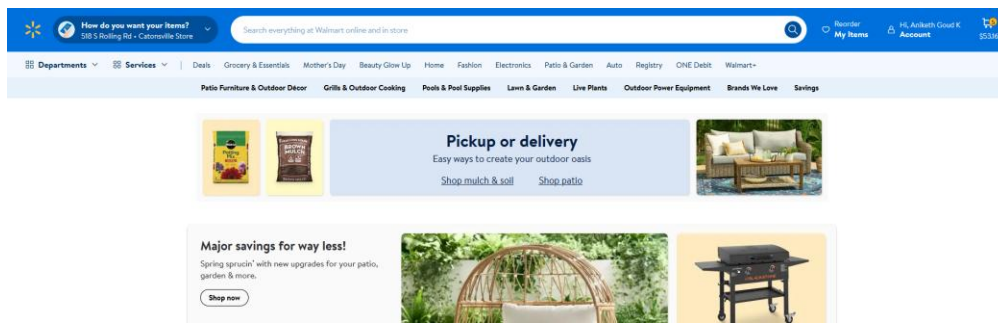 How do you want your items?
518 S Rolling Rd • Catonsville Store
Search everything at Walmart online and in store
Reorder
My Items
Hi, Aniketh Goud K
Account
$53.16
Departments
Services
Deals Grocery & Essentials Mother's Day Beauty Glow Up Home Fashion Electronics Patio & Garden Auto Registry ONE Debit Walmart+
Patio Furniture & Outdoor Décor Grills & Outdoor Cooking Pools & Pool Supplies Lawn & Garden Live Plants Outdoor Power Equipment Brands We Love Savings
Potting
Mix
BROWN
MULCH
Pickup or delivery
Easy ways to create your outdoor oasis
Shop mulch & soil Shop patio
Major savings for way less!
Spring sprucin' with new upgrades for your patio,
garden & more.
Shop now